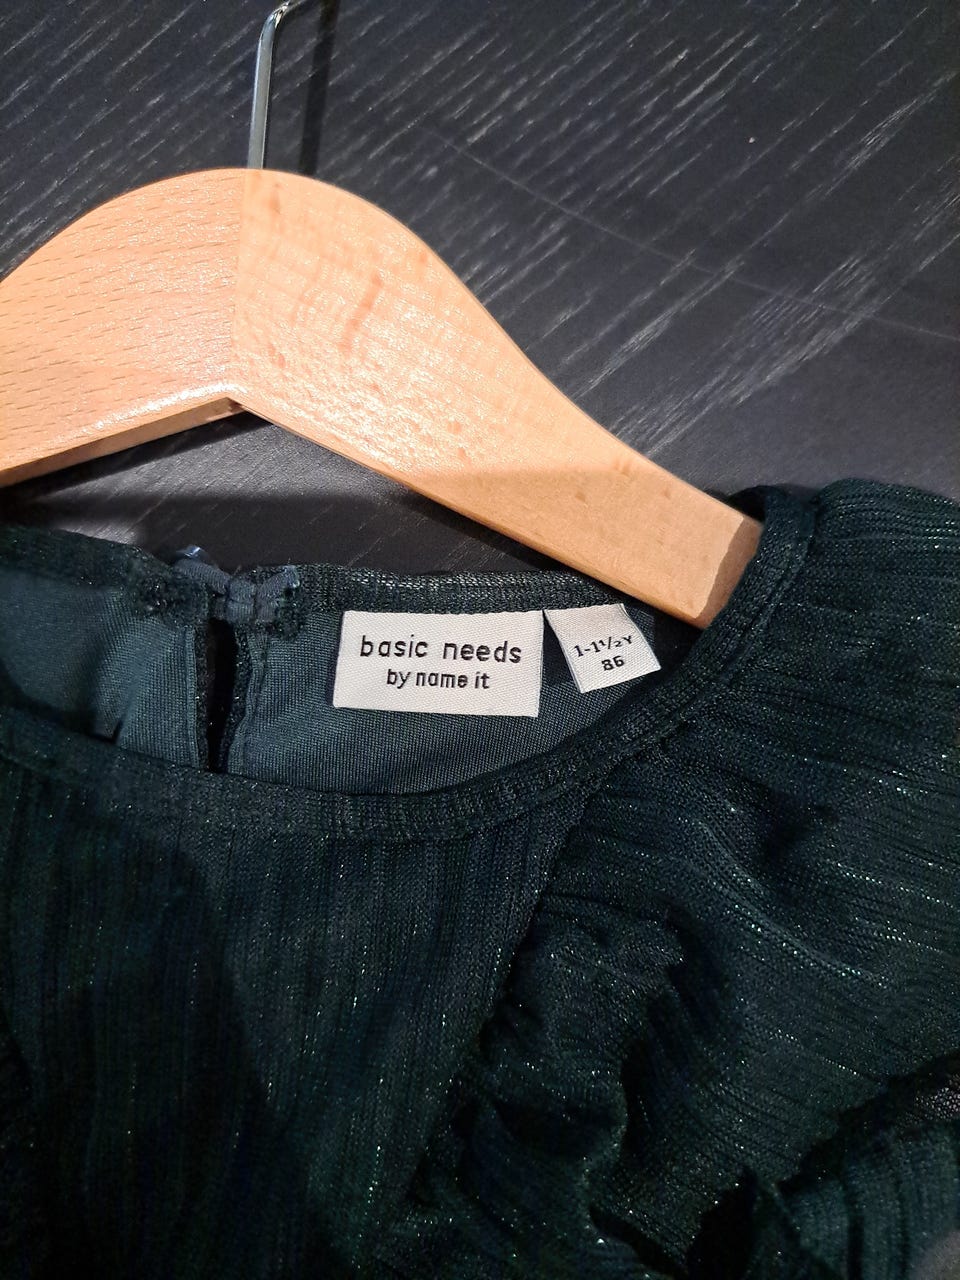 basic needs
by name it
1-1½Y
86